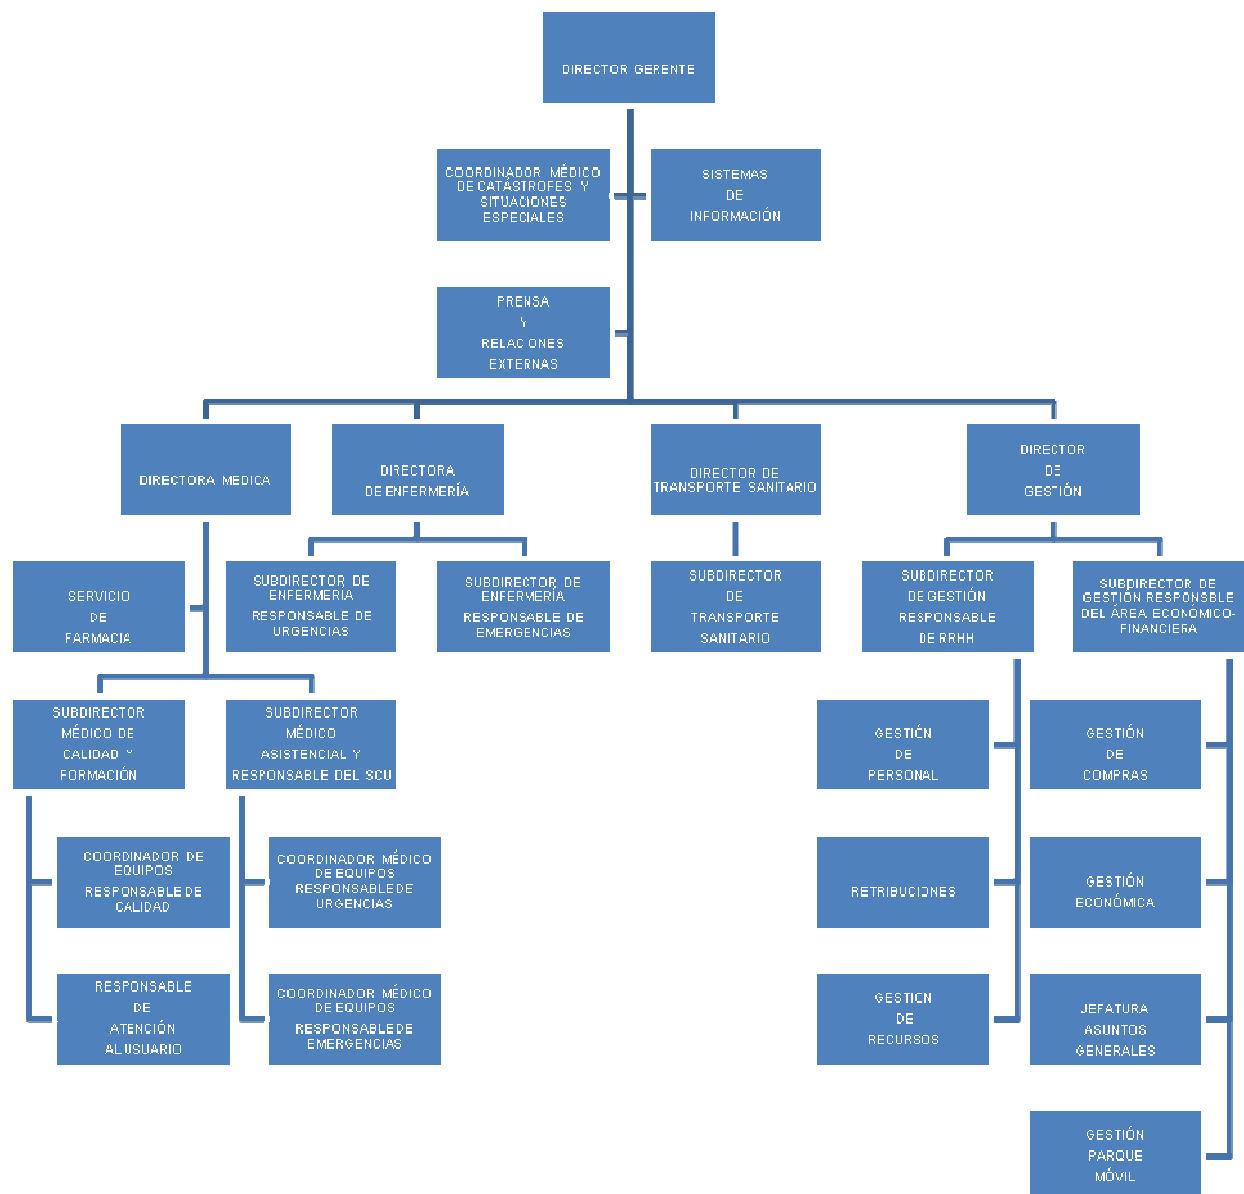 DIRECTOR GERENTE
COORDINADOR MÉDICO
DE CATÁSTROFES Y
SITUACIONES
ESPECIALES
SISTEMAS
DE
INFORMACIÓN
PRENSA
Y
RELACIONES
EXTERNAS
DIRECTORA MEDICA
DIRECTORA
DE ENFERMERÍA
DIRECTOR DE
TRANSPORTE SANITARIO
DIRECTOR
DE
GESTIÓN
SERVICIO
DE
FARMACIA
SUBDIRECTOR DE
ENFERMERÍA
RESPONSABLE DE
URGENCIAS
SUBDIRECTOR DE
ENFERMERÍA
RESPONSABLE DE
EMERGENCIAS
SUBDIRECTOR
DE
TRANSPORTE
SANITARIO
SUBDIRECTOR
DE GESTIÓN
RESPONSABLE
DE RRHH
SUBDIRECTOR DE
GESTIÓN RESPONSBLE
DEL ÁREA ECONÓMICO-
FINANCIERA
SUBDIRECTOR
MÉDICO DE
CALIDAD Y
FORMACIÓN
SUBDIRECTOR
MÉDICO
ASISTENCIAL Y
RESPONSABLE DEL SCU
GESTIÓN
DE
PERSONAL
GESTIÓN
DE
COMPRAS
COORDINADOR DE
EQUIPOS
RESPONSABLE DE
CALIDAD
COORDINADOR MÉDICO
DE EQUIPOS
RESPONSABLE DE
URGENCIAS
RETRIBUCIONES
GESTIÓN
ECONÓMICA
RESPONSABLE
DE
ATENCIÓN
AL USUARIO
COORDINADOR MÉDICO
DE EQUIPOS
RESPONSABLE DE
EMERGENCIAS
GESTION
DE
RECURSOS
JEFATURA
ASUNTOS
GENERALES
GESTIÓN
PARQUE
MÓVIL